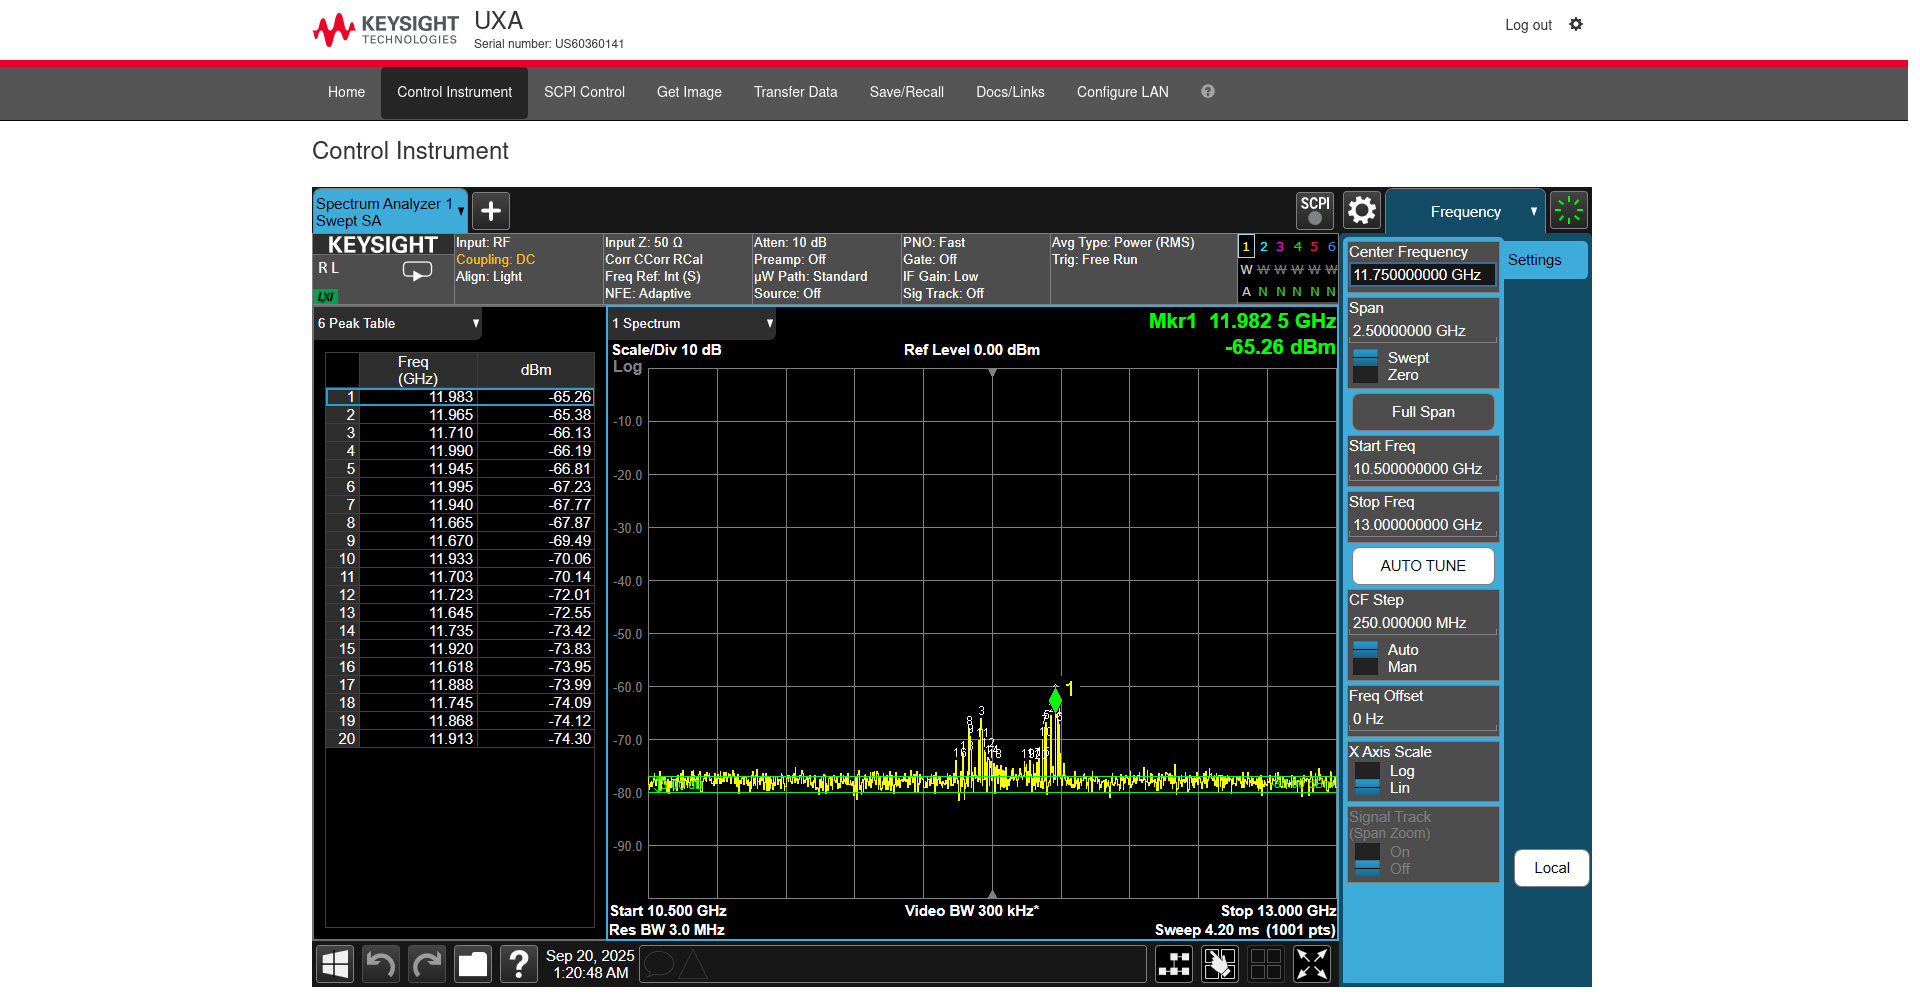 KEYSIGHT
TECHNOLOGIES
UXA
Serial number: US60360141
Log out
Home
Control Instrument
SCPI Control
Get Image
Transfer Data
Save/Recall
Docs/Links
Configure LAN
?
Control Instrument
Spectrum Analyzer 1
Swept SA
SCPI
Frequency
KEYSIGHT
R L
LXI
Input: RF
Coupling: DC
Align: Light
Input Z: 50 Ω
Corr CCorr RCal
Freq Ref: Int (S)
NFE: Adaptive
Atten: 10 dB
Preamp: Off
µW Path: Standard
Source: Off
PNO: Fast
Gate: Off
IF Gain: Low
Sig Track: Off
Avg Type: Power (RMS)
Trig: Free Run
1 2 3 4 5 6
W W W W W W
A N N N N N
6 Peak Table
Freq
(GHz)
dBm
1 11.983 -65.26
2 11.965 -65.38
3 11.710 -66.13
4 11.990 -66.19
5 11.945 -66.81
6 11.995 -67.23
7 11.940 -67.77
8 11.665 -67.87
9 11.670 -69.49
10 11.933 -70.06
11 11.703 -70.14
12 11.723 -72.01
13 11.645 -72.55
14 11.735 -73.42
15 11.920 -73.83
16 11.618 -73.95
17 11.888 -73.99
18 11.745 -74.09
19 11.868 -74.12
20 11.913 -74.30
1 Spectrum
Mkr1 11.982 5 GHz
-65.26 dBm
Scale/Div 10 dB
Ref Level 0.00 dBm
Log
-10.0
-20.0
-30.0
-40.0
-50.0
-60.0
-70.0
-80.0
-90.0
1
3
8
Start 10.500 GHz
Video BW 300 kHz*
Stop 13.000 GHz
Res BW 3.0 MHz
Sweep 4.20 ms (1001 pts)
Center Frequency
11.750000000 GHz
Settings
Span
2.50000000 GHz
Swept
Zero
Full Span
Start Freq
10.500000000 GHz
Stop Freq
13.000000000 GHz
AUTO TUNE
CF Step
250.000000 MHz
Auto
Man
Freq Offset
0 Hz
X Axis Scale
Log
Lin
Signal Track
(Span Zoom)
On
Off
Local
?
Sep 20, 2025
1:20:48 AM